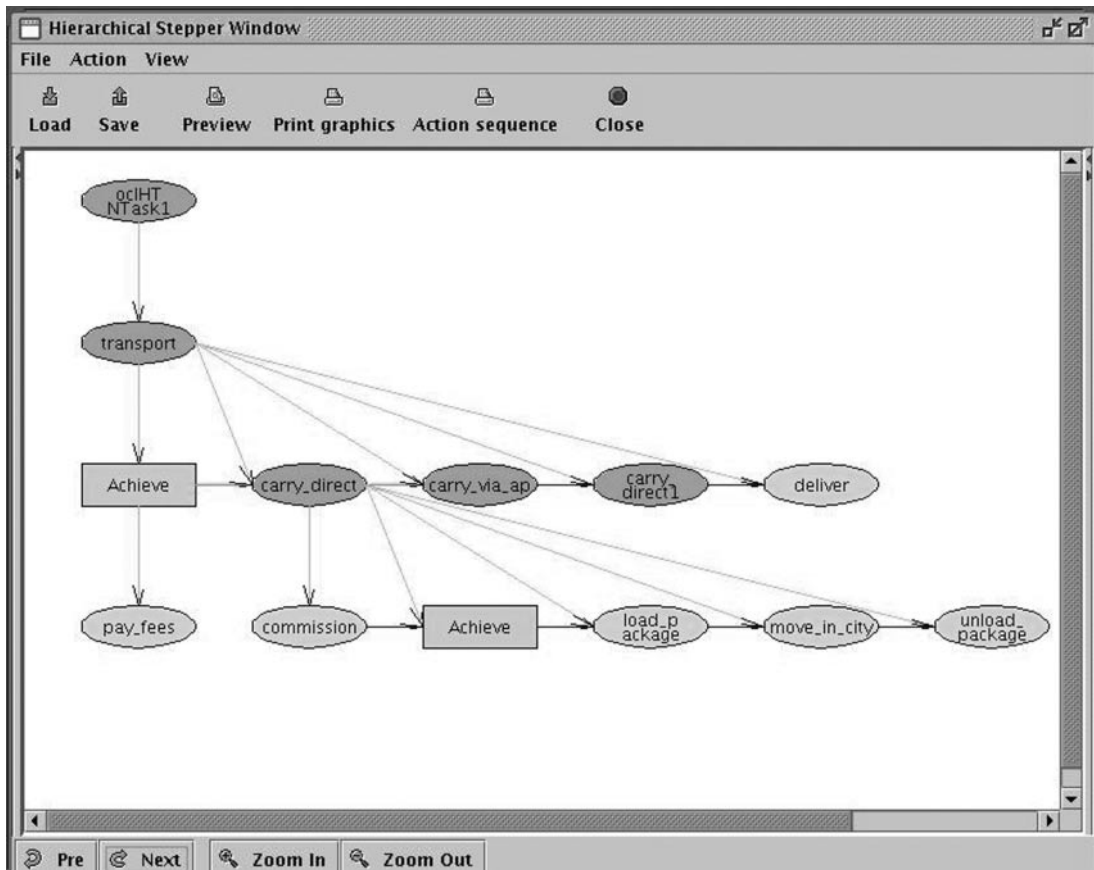 Hierarchical Stepper Window
File Action View
Load Save Preview Print graphics Action sequence Close
oclHT
NTask1
transport
Achieve carry_direct carry_via_ap carry_
direct1 deliver
pay_fees commission Achieve load_p
ackage move_in_city unload_
package
Pre Next Zoom In Zoom Out